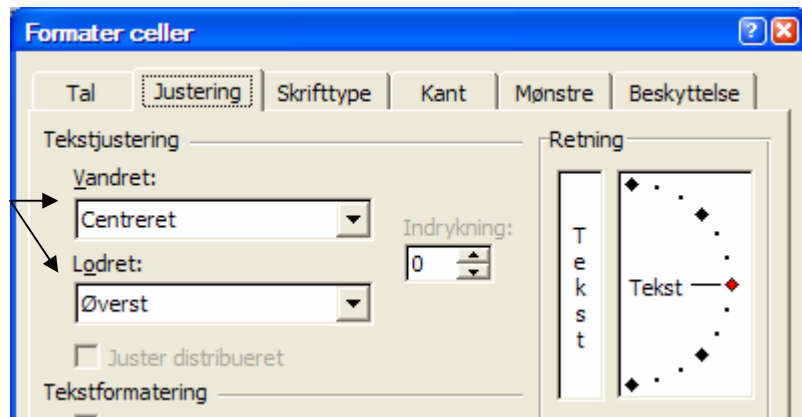 Formater celler
Tal Justering Skrifttype Kant Mønstre Beskyttelse
Tekstjustering
Vandret:
Centreret
Indrykning:
0
Lodret:
Øverst
Juster distribueret
Tekstformatering
Retning
Tekst
Tekst